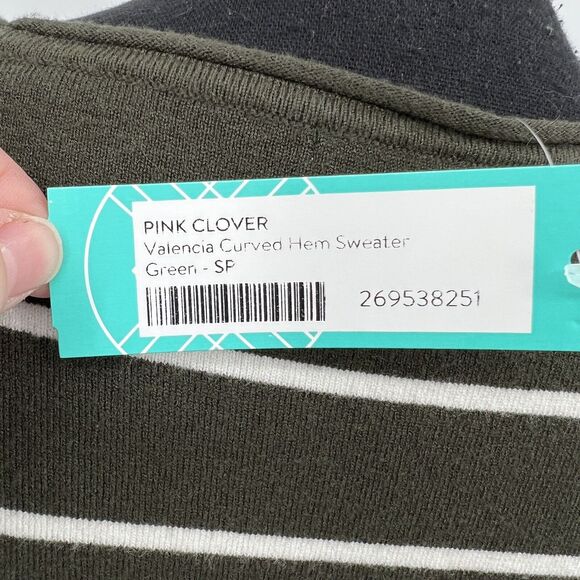 PINK CLOVER
Valencia Curved Hem Sweater
Green - SP
269538251